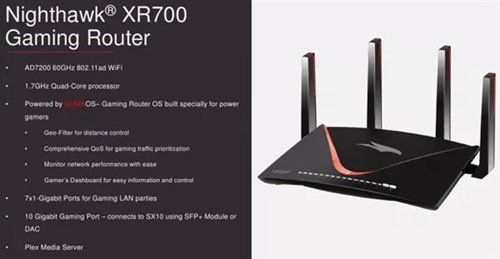 Nighthawk® XR700
Gaming Router
• AD7200 60GHz 802.11ad WiFi
• 1.7GHz Quad-Core processor
• Powered by DUMAOS– Gaming Router OS built specially for power
gamers
• Geo-Filter for distance control
• Comprehensive QoS for gaming traffic prioritization
• Monitor network performance with ease
• Gamer's Dashboard for easy information and control
• 7x1-Gigabit Ports for Gaming LAN parties
• 10 Gigabit Gaming Port – connects to SX10 using SFP+ Module or
DAC
• Plex Media Server